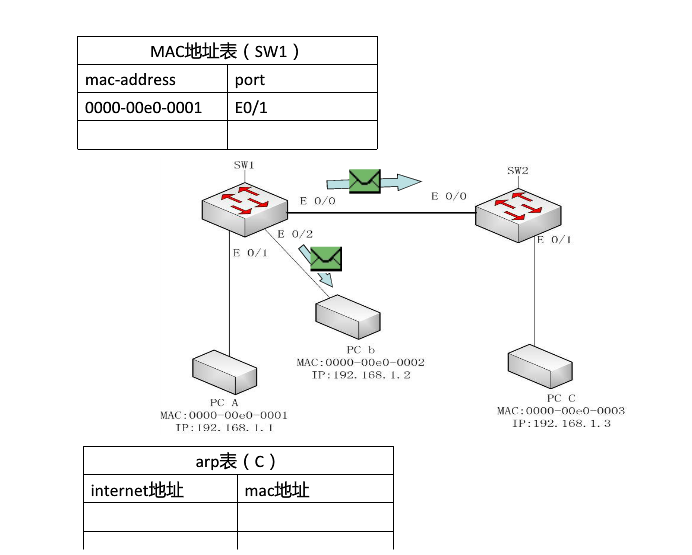 MAC地址表（SW1）
mac-address port
0000-00e0-0001 E0/1
SW1
SW2
E 0/0
E 0/0
E 0/2
E 0/1
E 0/1
PC b
MAC:0000-00e0-0002
IP:192.168.1.2
PC A
MAC:0000-00e0-0001
IP:192.168.1.1
PC C
MAC:0000-00e0-0003
IP:192.168.1.3
arp表（C）
internet地址 mac地址